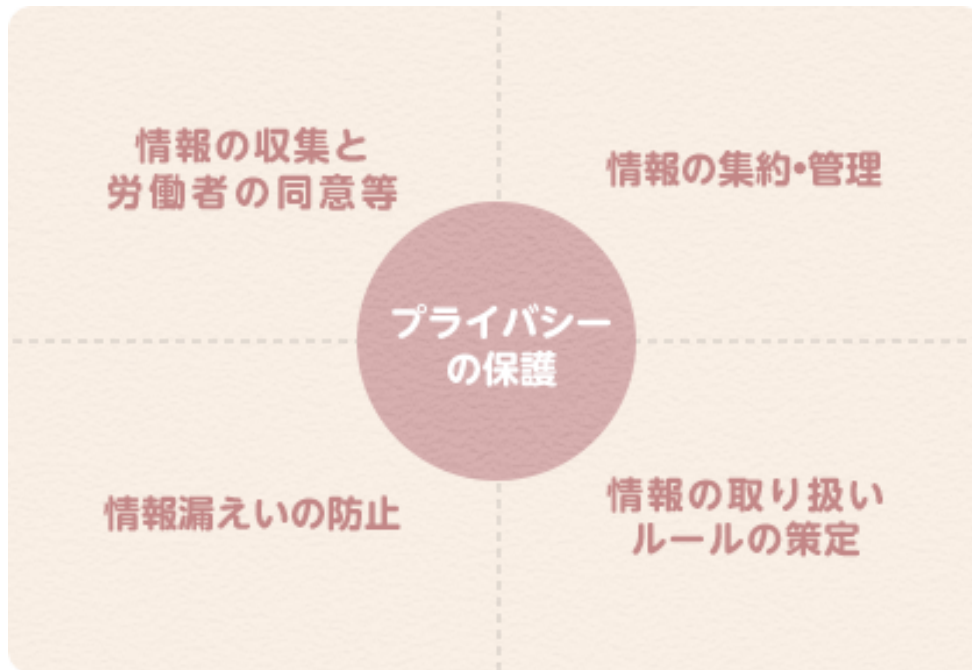 情報の収集と
労働者の同意等
情報の集約•管理
プライバシー
の保護
情報漏えいの防止
情報の取り扱い
ルールの策定